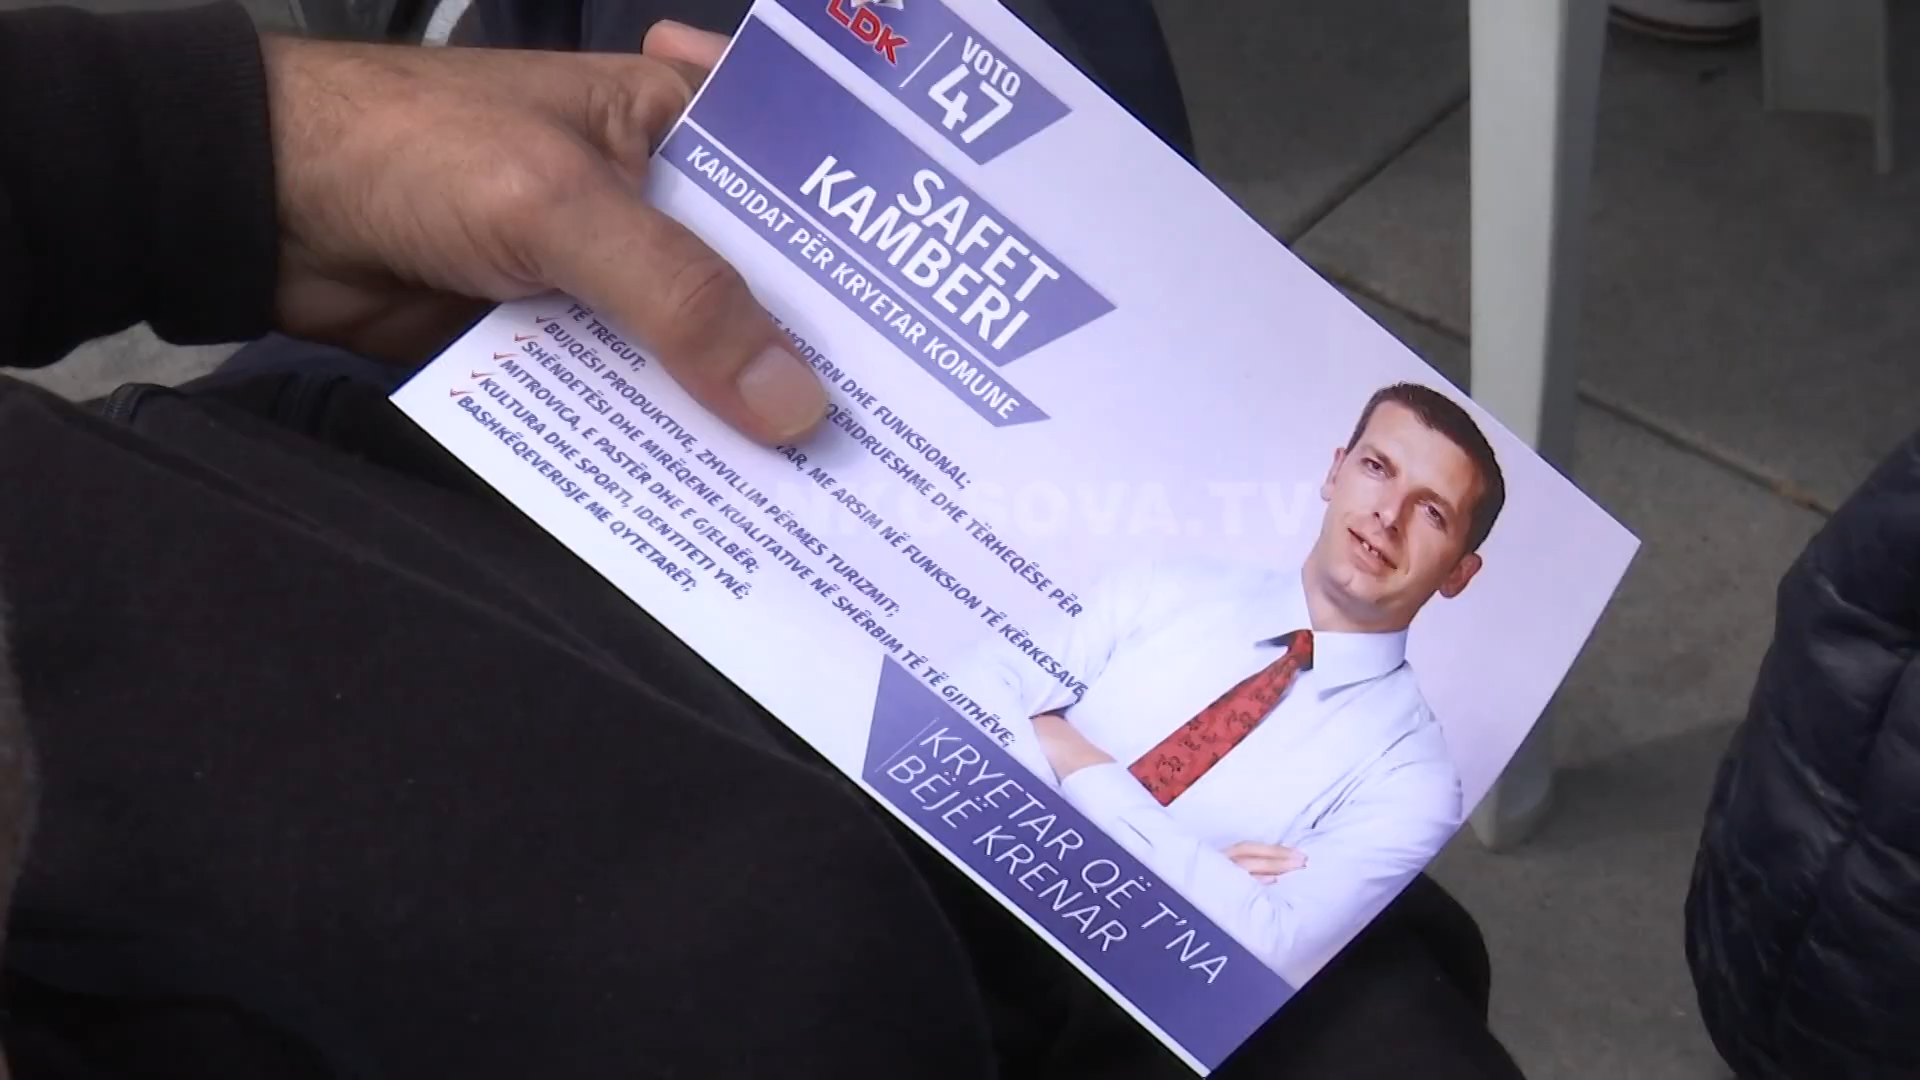 LDK
VOTO
47
SAFET
KAMBERI
KANDIDAT PËR KRYETAR KOMUNE
MODERN DHE FUNKSIONAL;
QËNDRUESHME DHE TËRHEQËSE PËR
TË TREGUT;
ME ARSIM NË FUNKSION TË KËRKESAVE
BUJQËSI PRODUKTIVE, ZHVILLIM PËRMES TURIZMIT;
SHËNDETËSI DHE MIRËQENIE KUALITATIVE NË SHËRBIM TË TË GJITHËVE;
MITROVICA, E PASTËR DHE E GJELBËR;
KULTURA DHE SPORTI, IDENTITETI YNË;
BASHKËQEVERISJE ME QYTETARËT;
KRYETAR QË T'NA
BËJË KRENAR
KOSOVA.TV